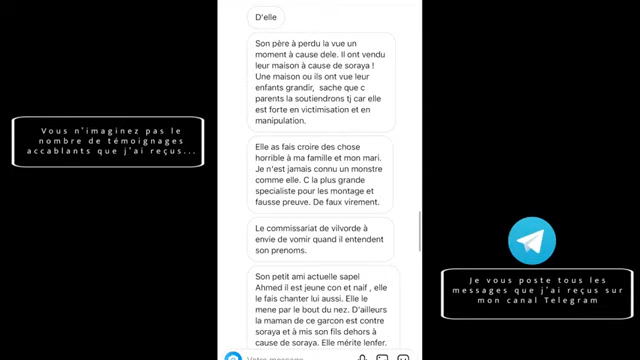 D'elle
Son père à perdu la vue un
moment à cause dele. Il ont vendu
leur maison à cause de soraya !
Une maison ou ils ont vue leur
enfants grandir, sache que c
parents la soutiendrons tj car elle
est forte en victimisation et en
manipulation.
Vous n'imaginez pas le
nombre de témoignages
accablants que j'ai reçus...
Elle as fais croire des chose
horrible à ma famille et mon mari.
Je n'est jamais connu un monstre
comme elle. C la plus grande
specialiste pour les montage et
fausse preuve. De faux virement.
Le commissariat de vilvorde à
envie de vomir quand il entendent
son prenoms.
Son petit ami actuelle sapel
Ahmed il est jeune con et naif , elle
le fais chanter lui aussi. Elle le
mene par le bout du nez. D'ailleurs
la maman de ce garcon est contre
soraya et à mis son fils dehors à
cause de soraya. Elle mérite lenfer.
Je vous poste tous les
messages que j'ai reçus sur
mon canal Telegram
Votre message